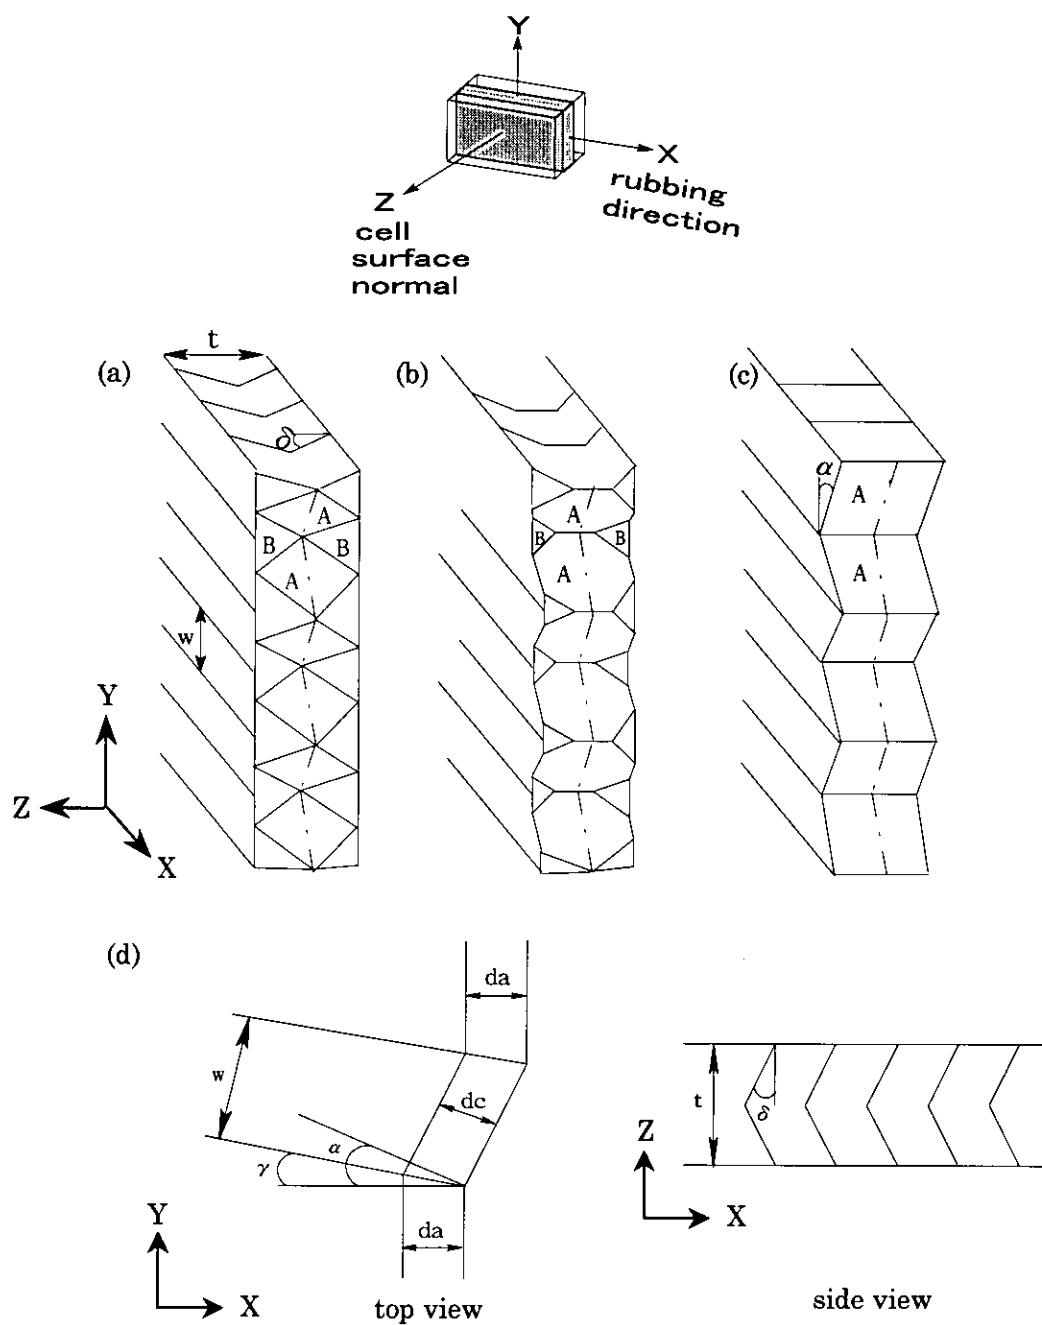 Y
X
rubbing
direction
Z
cell
surface
normal
(a)
t
δ
A
B
B
A
w
(b)
A
B
B
A
(c)
α
A
A
Y
Z
X
(d)
da
w
dc
γ
α
da
Y
X
top view
t
δ
Z
X
side view